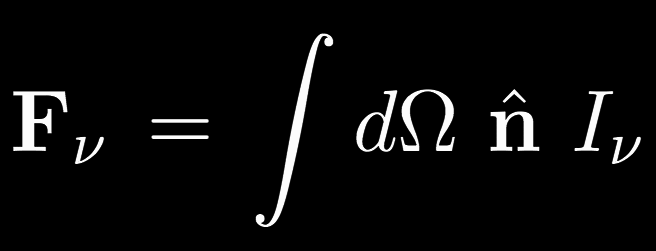 𝐅_ν = ∫ dΩ 𝐧̂ I_ν